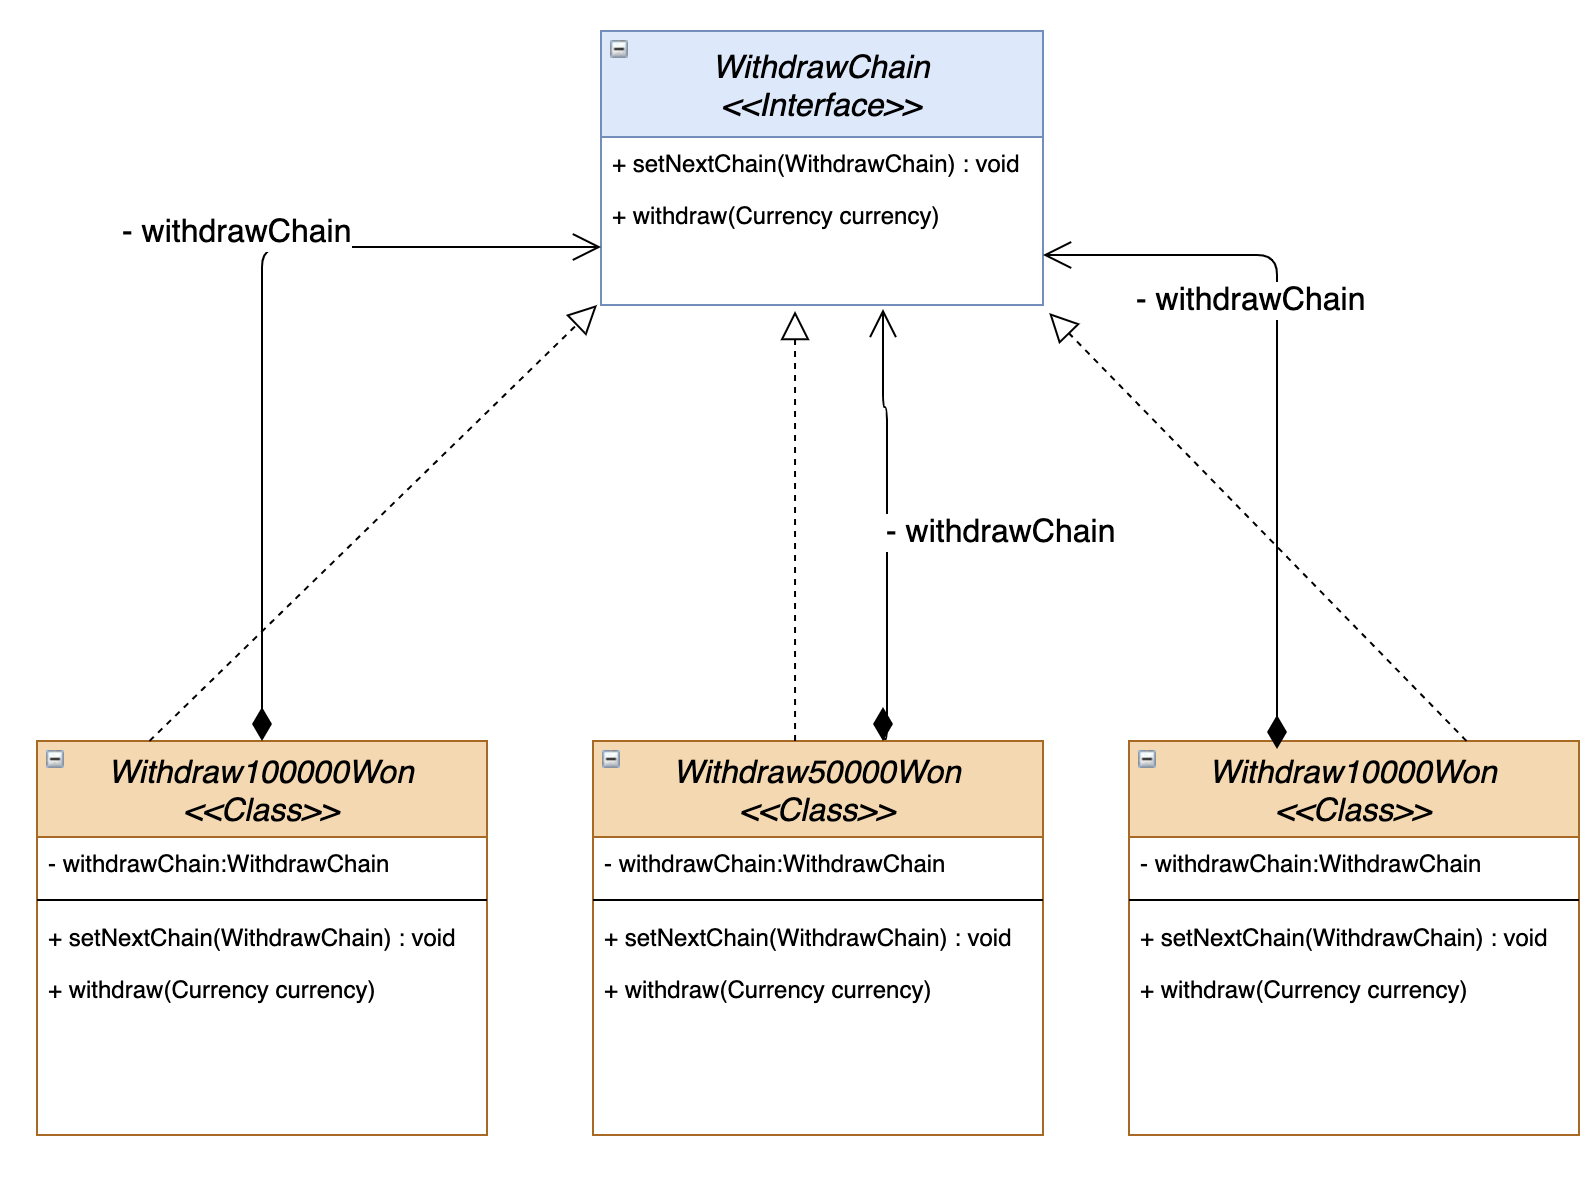 WithdrawChain
<<Interface>>
+ setNextChain(WithdrawChain) : void
+ withdraw(Currency currency)
- withdrawChain
- withdrawChain
- withdrawChain
Withdraw100000Won
<<Class>>
- withdrawChain:WithdrawChain
+ setNextChain(WithdrawChain) : void
+ withdraw(Currency currency)
Withdraw50000Won
<<Class>>
- withdrawChain:WithdrawChain
+ setNextChain(WithdrawChain) : void
+ withdraw(Currency currency)
Withdraw10000Won
<<Class>>
- withdrawChain:WithdrawChain
+ setNextChain(WithdrawChain) : void
+ withdraw(Currency currency)